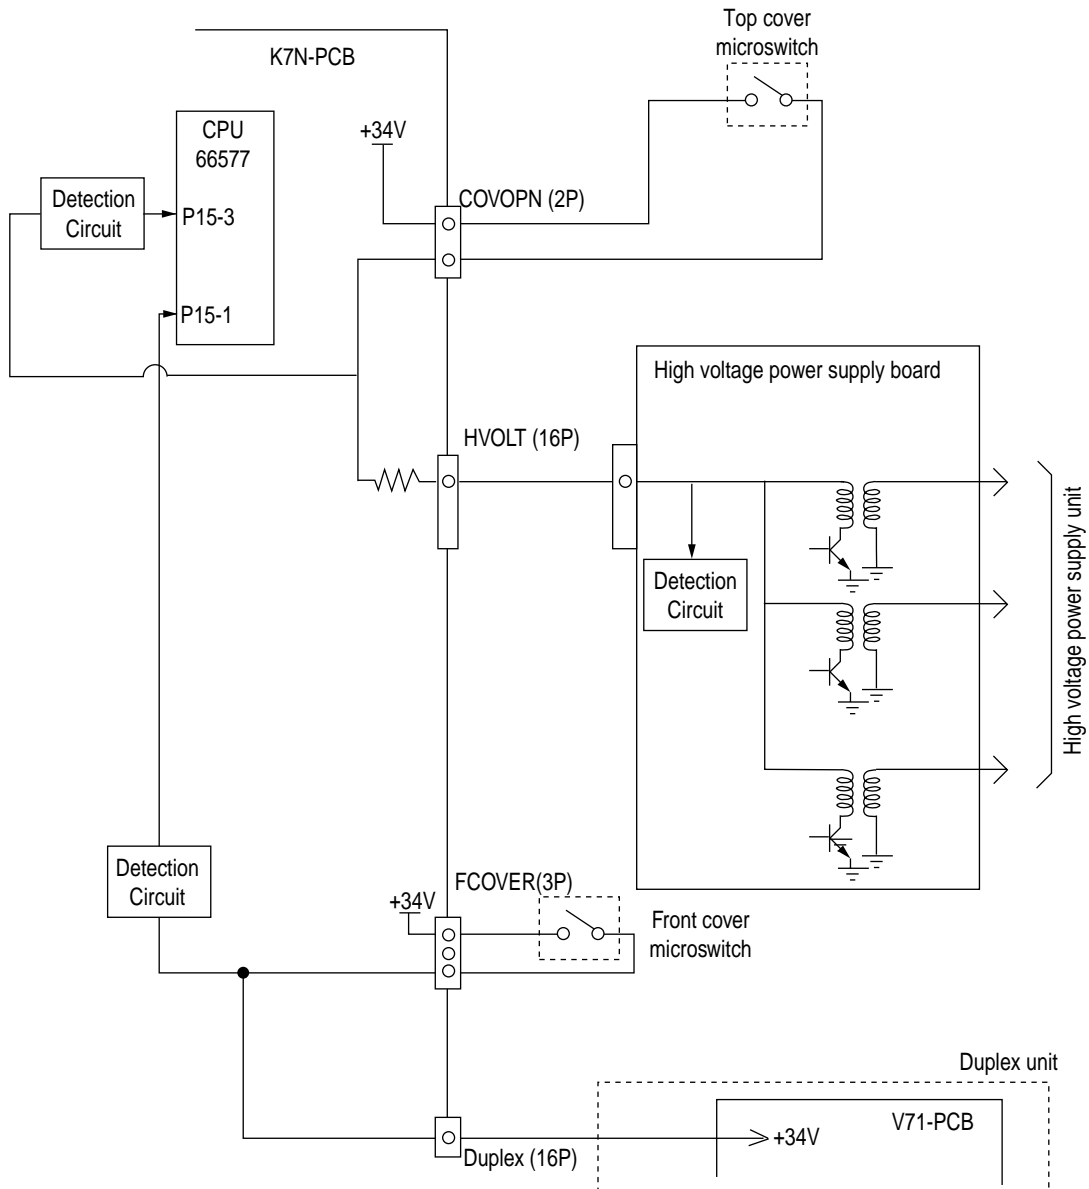 Top cover
microswitch
K7N-PCB
CPU
66577
+34V
Detection
Circuit
P15-3
COVOPN (2P)
P15-1
High voltage power supply board
HVOLT (16P)
High voltage power supply unit
Detection
Circuit
Detection
Circuit
FCOVER(3P)
+34V
Front cover
microswitch
Duplex unit
V71-PCB
+34V
Duplex (16P)